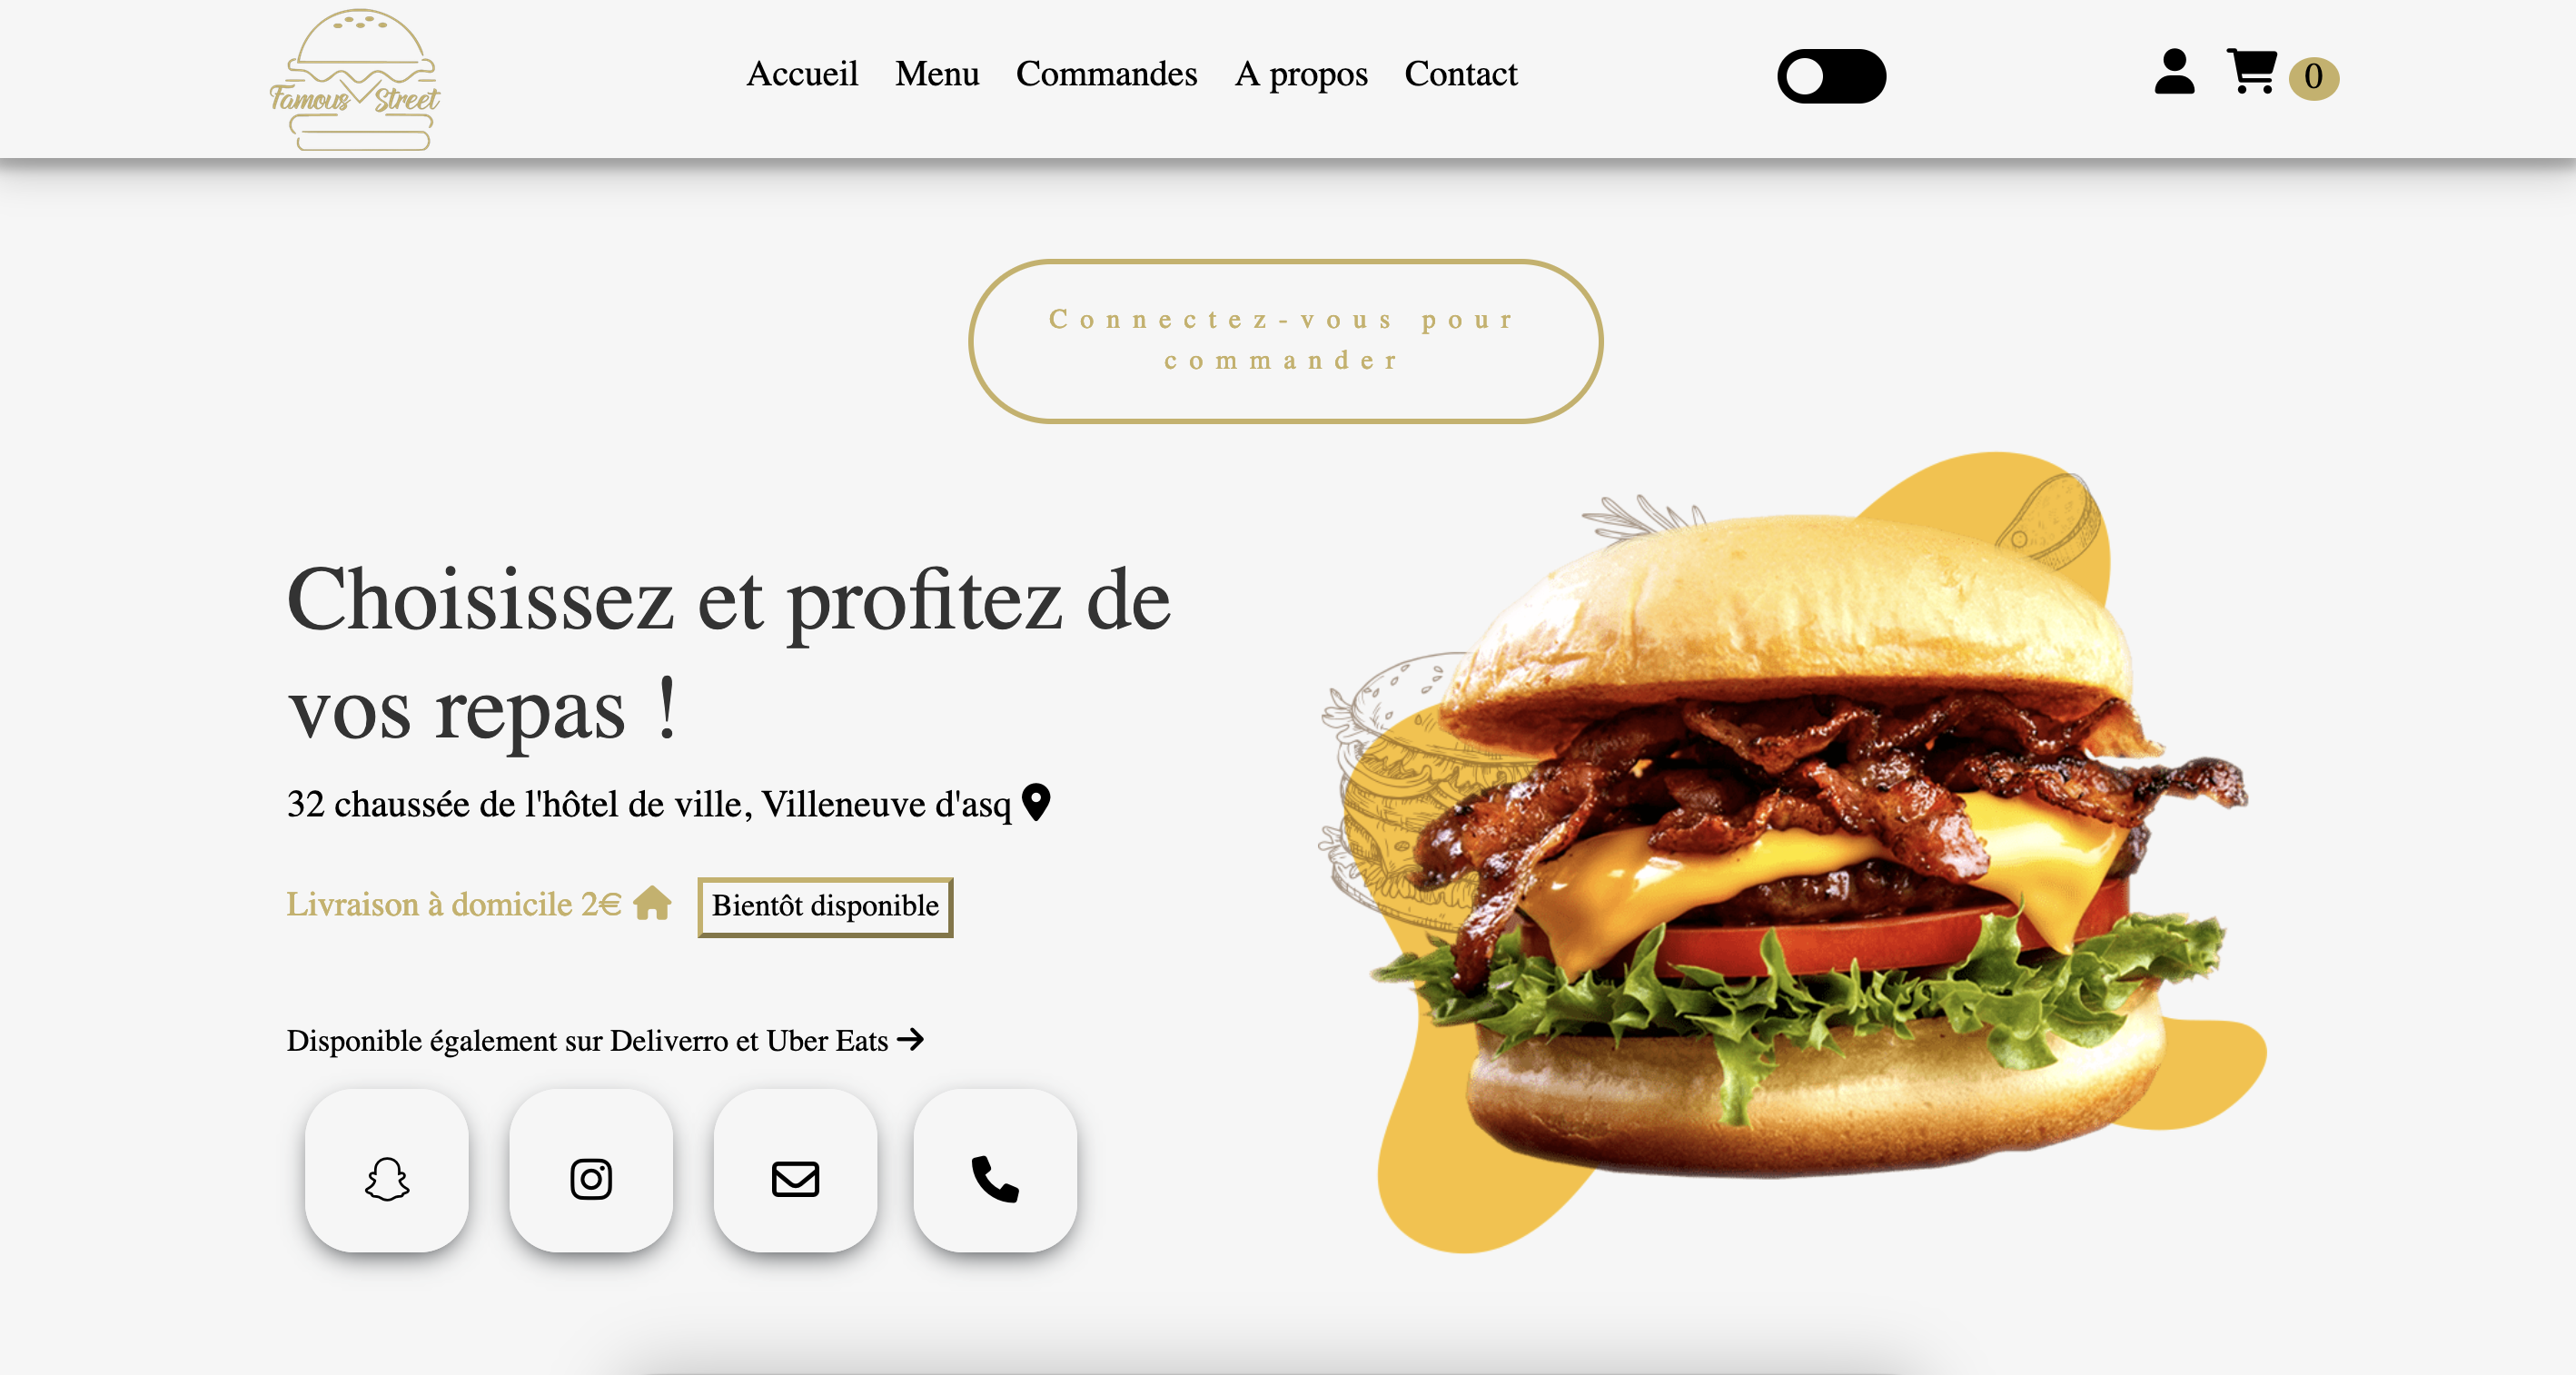 Famous Street
Accueil Menu Commandes A propos Contact
0
Connectez-vous pour
commander
Choisissez et profitez de
vos repas !
32 chaussée de l'hôtel de ville, Villeneuve d'asq
Livraison à domicile 2€
Bientôt disponible
Disponible également sur Deliverro et Uber Eats